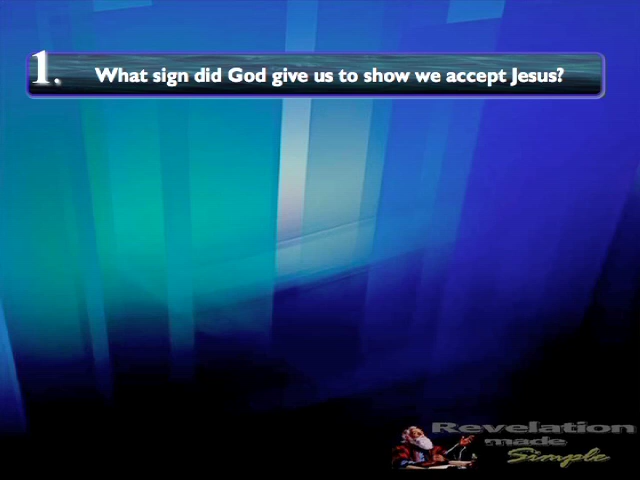 1. What sign did God give us to show we accept Jesus?
Revelation
made
Simple